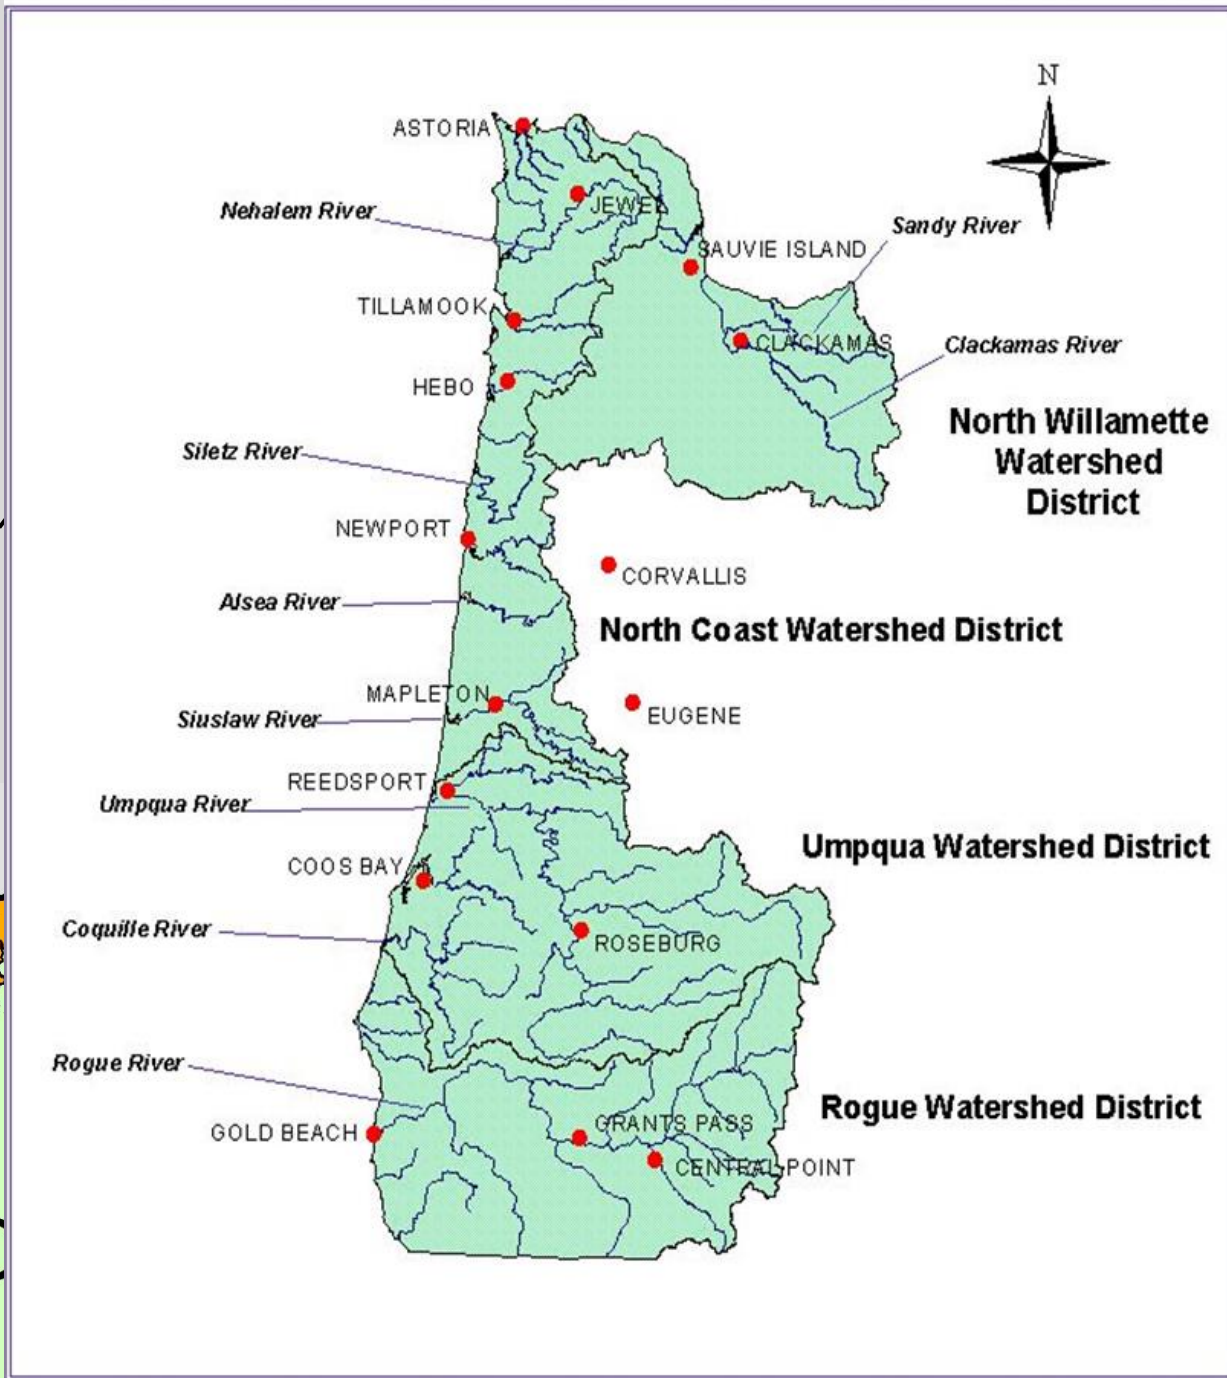 N
ASTORIA
JEWEL
Nehalem River
Sandy River
SAUVIE ISLAND
TILLAMOOK
CLACKAMAS
Clackamas River
HEBO
North Willamette
Watershed
District
Siletz River
NEWPORT
CORVALLIS
Alsea River
North Coast Watershed District
MAPLETON
Siuslaw River
EUGENE
REEDSPORT
Umpqua River
Umpqua Watershed District
COOS BAY
Coquille River
ROSEBURG
Rogue River
Rogue Watershed District
GOLD BEACH
GRANTS PASS
CENTRAL POINT